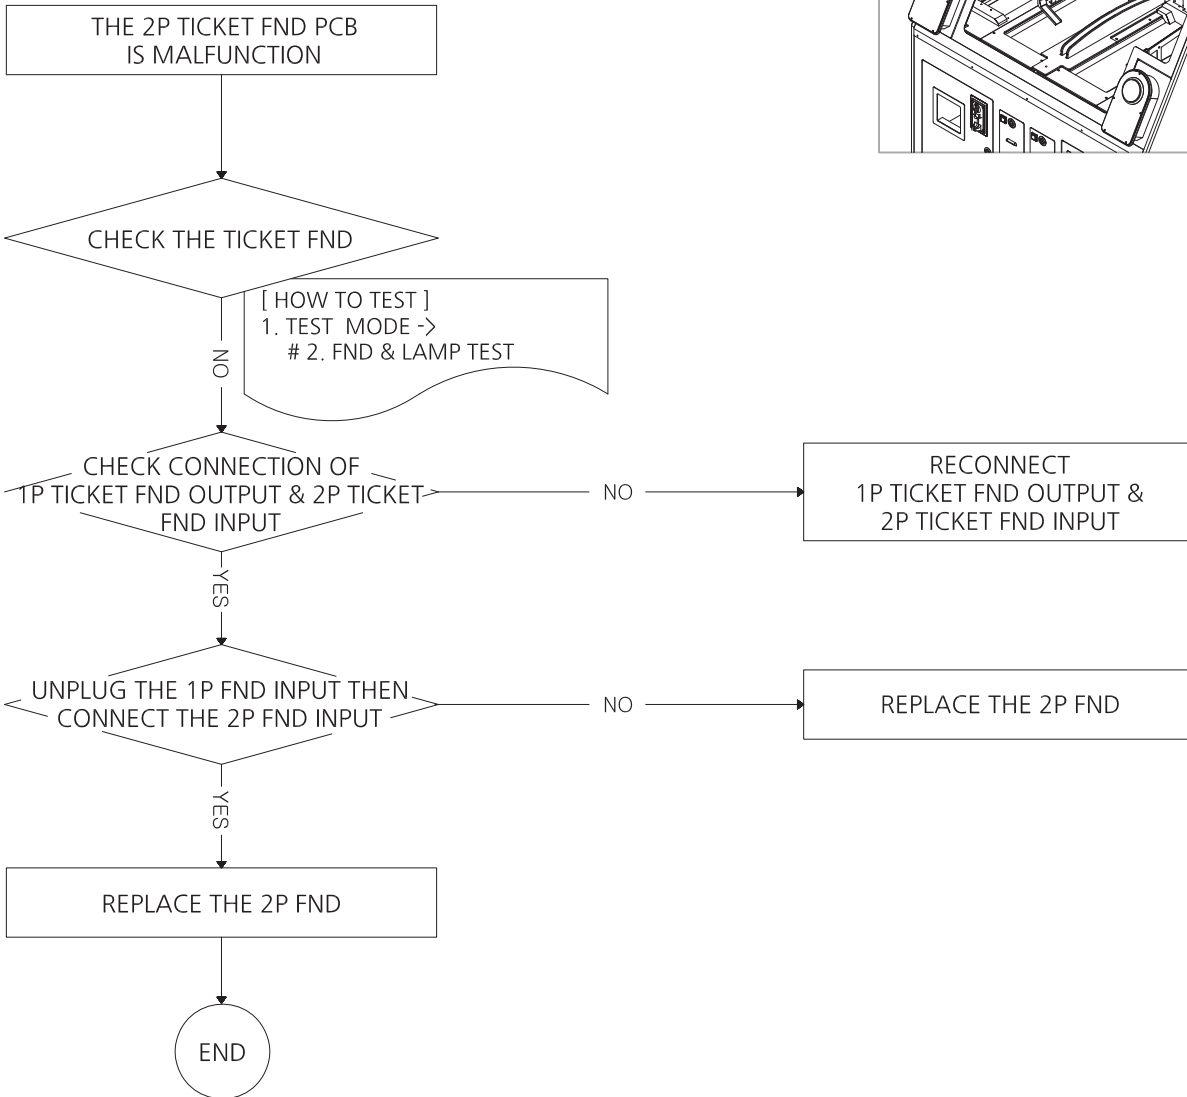 THE 2P TICKET FND PCB
IS MALFUNCTION
CHECK THE TICKET FND
[ HOW TO TEST ]
1. TEST MODE ->
# 2. FND & LAMP TEST
NO
CHECK CONNECTION OF
1P TICKET FND OUTPUT & 2P TICKET
FND INPUT
NO
RECONNECT
1P TICKET FND OUTPUT &
2P TICKET FND INPUT
YES
UNPLUG THE 1P FND INPUT THEN
CONNECT THE 2P FND INPUT
NO
REPLACE THE 2P FND
YES
REPLACE THE 2P FND
END